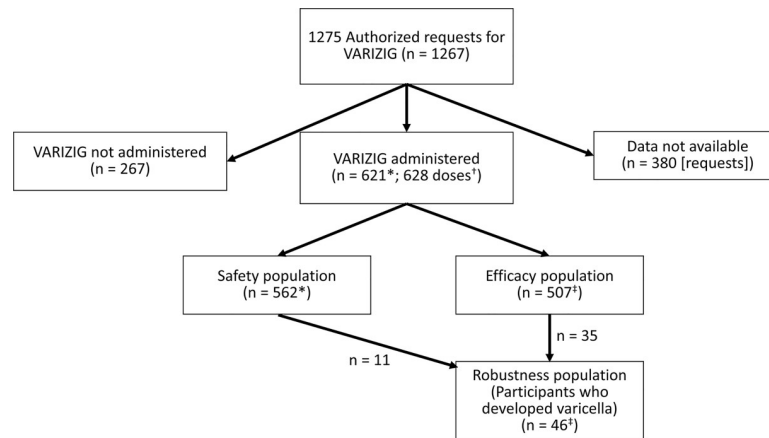 1275 Authorized requests for
VARIZIG (n = 1267)
VARIZIG not administered
(n = 267)
VARIZIG administered
(n = 621*; 628 doses†)
Data not available
(n = 380 [requests])
Safety population
(n = 562*)
Efficacy population
(n = 507‡)
n = 11
n = 35
Robustness population
(Participants who
developed varicella)
(n = 46‡)